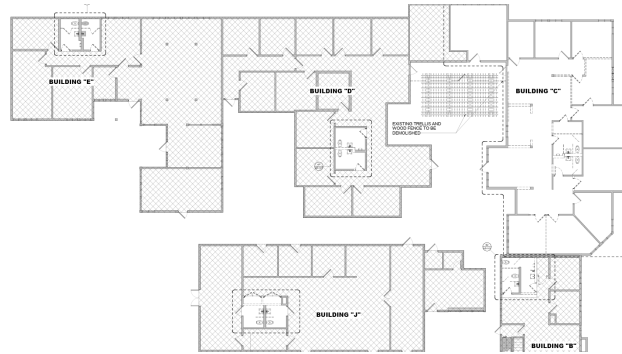 BUILDING "E"
BUILDING "D"
BUILDING "C"
EXISTING TRELLIS AND
WOOD FENCE TO BE
DEMOLISHED
BUILDING "J"
BUILDING "B"